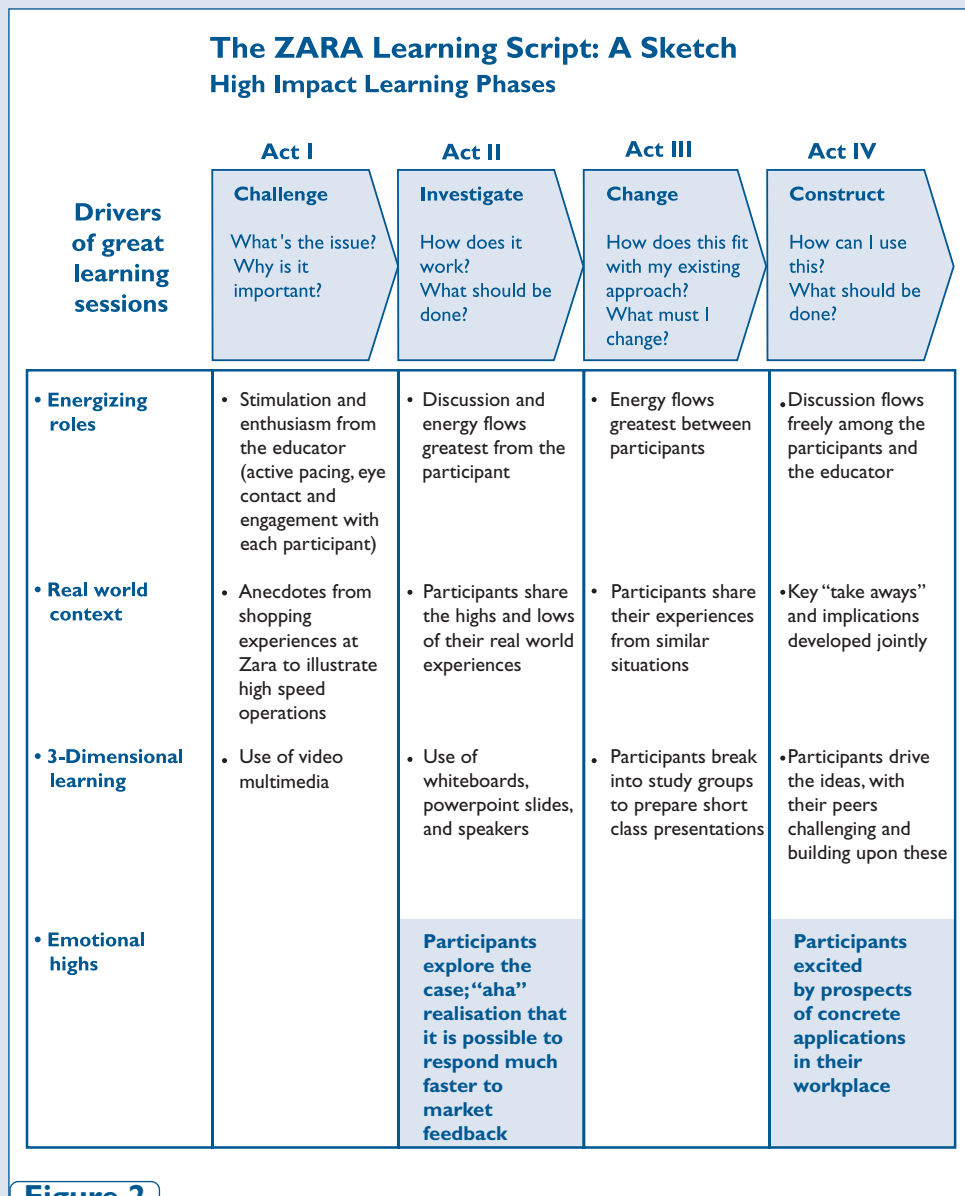 The ZARA Learning Script: A Sketch
High Impact Learning Phases
Drivers
of great
learning
sessions
Act I
Challenge
What's the issue?
Why is it
important?
Act II
Investigate
How does it
work?
What should be
done?
Act III
Change
How does this fit
with my existing
approach?
What must I
change?
Act IV
Construct
How can I use
this?
What should be
done?
• Energizing
roles
• Stimulation and
enthusiasm from
the educator
(active pacing, eye
contact and
engagement with
each participant)
• Discussion and
energy flows
greatest from the
participant
• Energy flows
greatest between
participants
• Discussion flows
freely among the
participants and
the educator
• Real world
context
• Anecdotes from
shopping
experiences at
Zara to illustrate
high speed
operations
• Participants share
the highs and lows
of their real world
experiences
• Participants share
their experiences
from similar
situations
• Key “take aways”
and implications
developed jointly
• 3-Dimensional
learning
• Use of video
multimedia
• Use of
whiteboards,
powerpoint slides,
and speakers
• Participants break
into study groups
to prepare short
class presentations
• Participants drive
the ideas, with
their peers
challenging and
building upon these
• Emotional
highs
Participants
explore the
case; “aha”
realisation that
it is possible to
respond much
faster to
market
feedback
Participants
excited
by prospects
of concrete
applications
in their
workplace
Figure 2